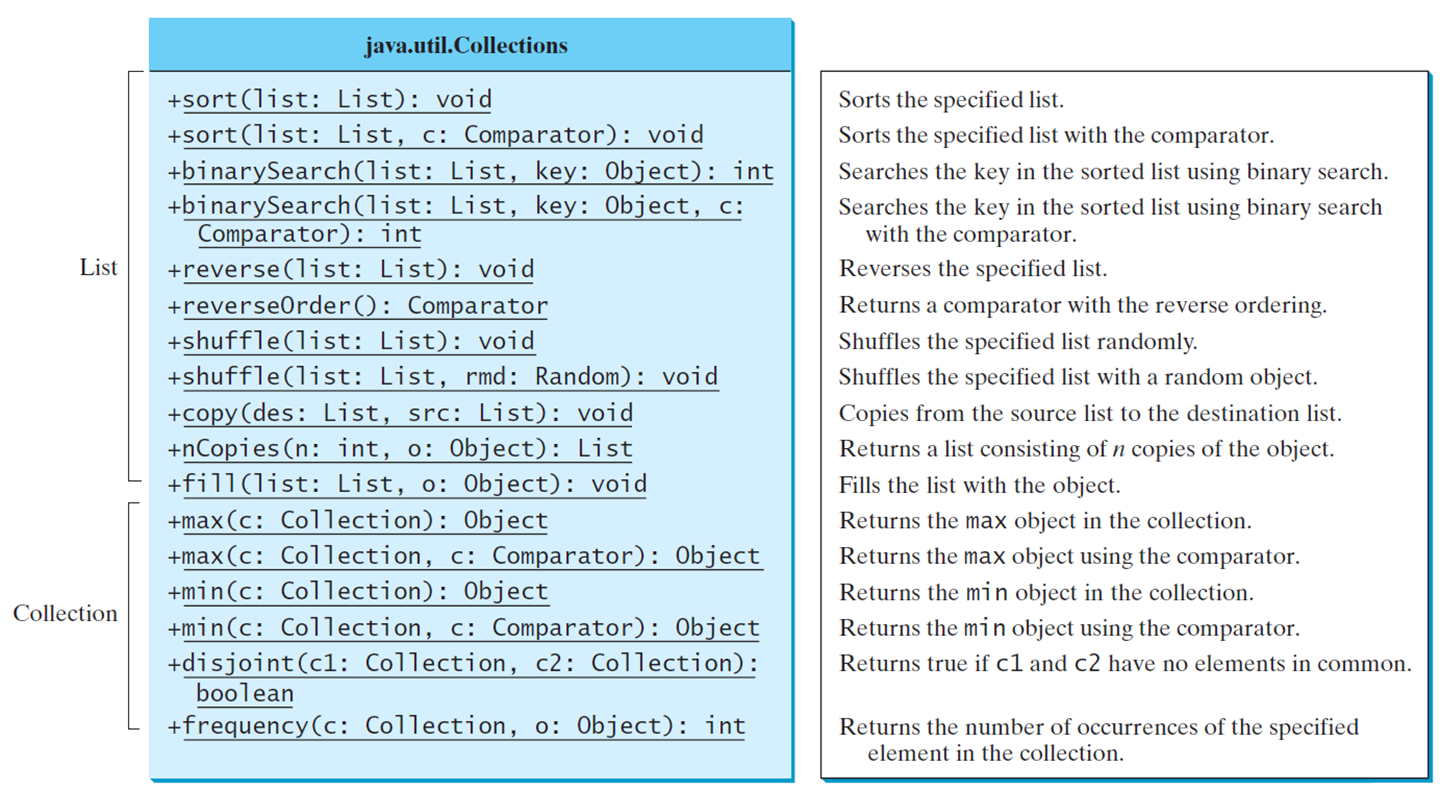 java.util.Collections
List
+sort(list: List): void
+sort(list: List, c: Comparator): void
+binarySearch(list: List, key: Object): int
+binarySearch(list: List, key: Object, c:
Comparator): int
+reverse(list: List): void
+reverseOrder(): Comparator
+shuffle(list: List): void
+shuffle(list: List, rmd: Random): void
+copy(des: List, src: List): void
+nCopies(n: int, o: Object): List
+fill(list: List, o: Object): void
Collection
+max(c: Collection): Object
+max(c: Collection, c: Comparator): Object
+min(c: Collection): Object
+min(c: Collection, c: Comparator): Object
+disjoint(c1: Collection, c2: Collection):
boolean
+frequency(c: Collection, o: Object): int
Sorts the specified list.
Sorts the specified list with the comparator.
Searches the key in the sorted list using binary search.
Searches the key in the sorted list using binary search
with the comparator.
Reverses the specified list.
Returns a comparator with the reverse ordering.
Shuffles the specified list randomly.
Shuffles the specified list with a random object.
Copies from the source list to the destination list.
Returns a list consisting of n copies of the object.
Fills the list with the object.
Returns the max object in the collection.
Returns the max object using the comparator.
Returns the min object in the collection.
Returns the min object using the comparator.
Returns true if c1 and c2 have no elements in common.
Returns the number of occurrences of the specified
element in the collection.